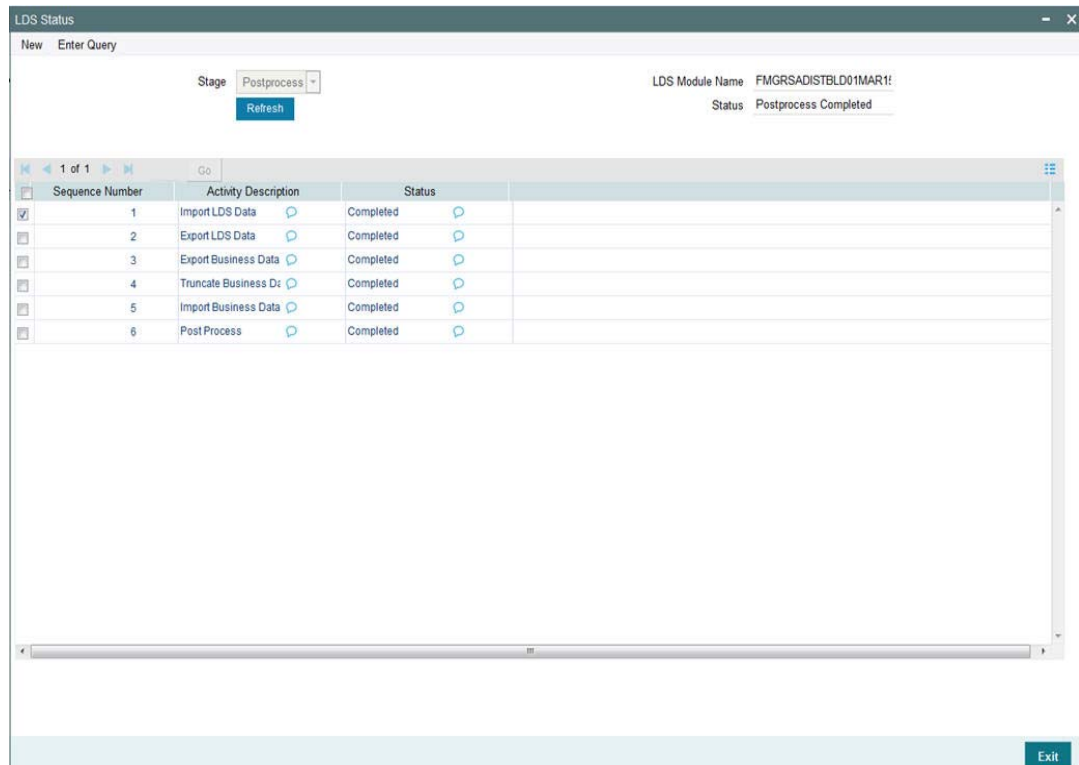 LDS Status
New Enter Query
Stage Postprocess
Refresh
LDS Module Name FMGRSADISTBLD01MAR1
Status Postprocess Completed
1 of 1 Go
Sequence Number Activity Description Status
1 Import LDS Data Completed
2 Export LDS Data Completed
3 Export Business Data Completed
4 Truncate Business Da Completed
5 Import Business Data Completed
6 Post Process Completed
Exit